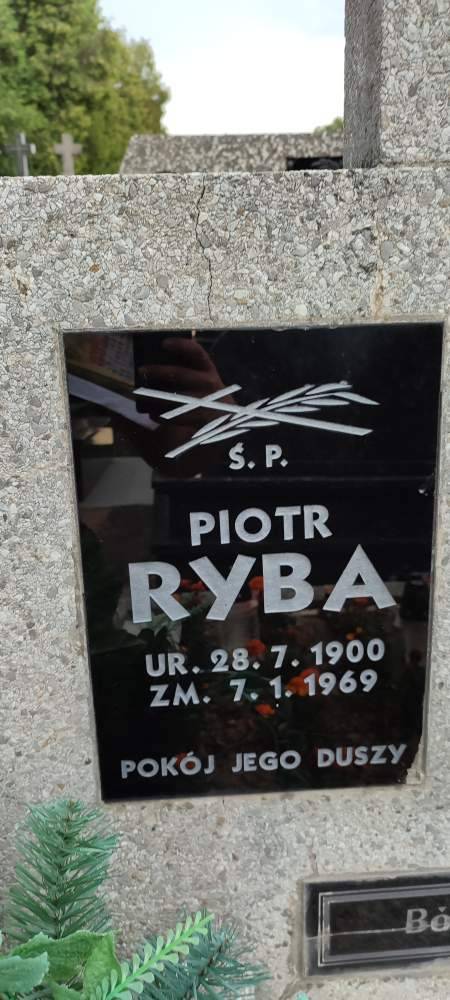 Ś. P.
PIOTR
RYBA
UR. 28. 7. 1900
ZM. 7. 1. 1969
POKÓJ JEGO DUSZY